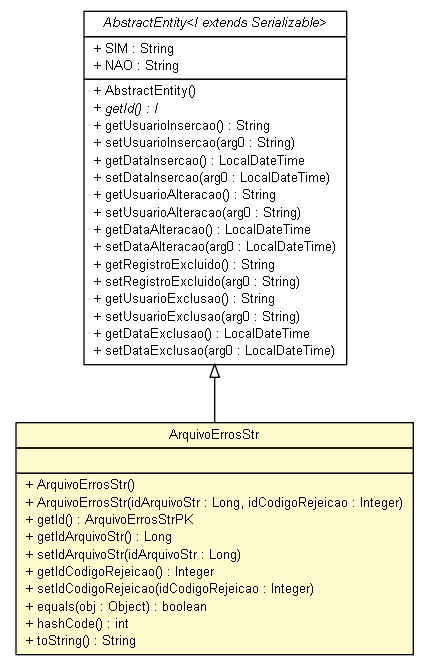 AbstractEntity<I extends Serializable>
+ SIM : String
+ NAO : String
+ AbstractEntity()
+ getId() : I
+ getUsuarioInsercao() : String
+ setUsuarioInsercao(arg0 : String)
+ getDataInsercao() : LocalDateTime
+ setDataInsercao(arg0 : LocalDateTime)
+ getUsuarioAlteracao() : String
+ setUsuarioAlteracao(arg0 : String)
+ getDataAlteracao() : LocalDateTime
+ setDataAlteracao(arg0 : LocalDateTime)
+ getRegistroExcluido() : String
+ setRegistroExcluido(arg0 : String)
+ getUsuarioExclusao() : String
+ setUsuarioExclusao(arg0 : String)
+ getDataExclusao() : LocalDateTime
+ setDataExclusao(arg0 : LocalDateTime)
ArquivoErrosStr
+ ArquivoErrosStr()
+ ArquivoErrosStr(idArquivoStr : Long, idCodigoRejeicao : Integer)
+ getId() : ArquivoErrosStrPK
+ getIdArquivoStr() : Long
+ setIdArquivoStr(idArquivoStr : Long)
+ getIdCodigoRejeicao() : Integer
+ setIdCodigoRejeicao(idCodigoRejeicao : Integer)
+ equals(obj : Object) : boolean
+ hashCode() : int
+ toString() : String